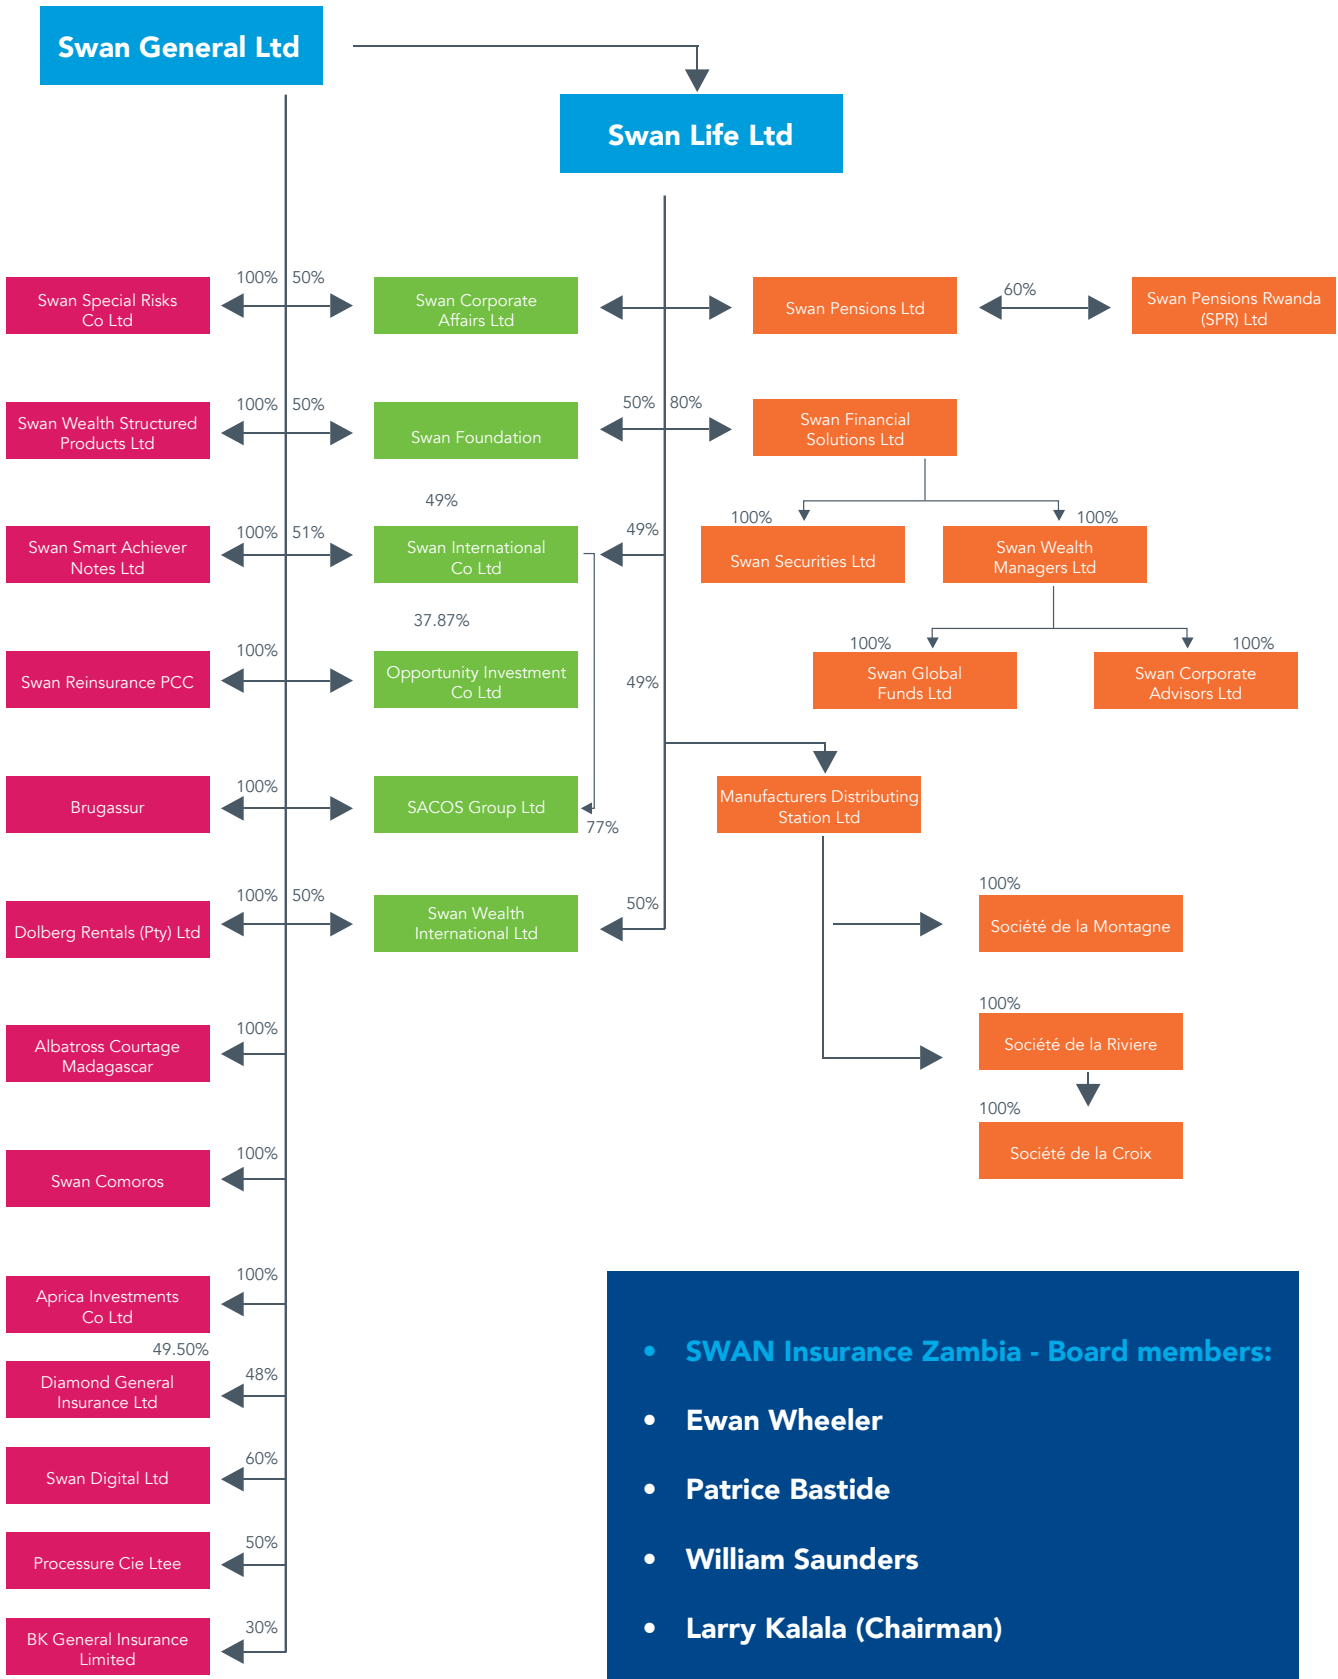 Swan General Ltd
Swan Life Ltd
100%
50%
Swan Special Risks
Co Ltd
Swan Corporate
Affairs Ltd
Swan Pensions Ltd
60%
Swan Pensions Rwanda
(SPR) Ltd
100%
50%
50%
80%
Swan Wealth Structured
Products Ltd
Swan Foundation
Swan Financial
Solutions Ltd
49%
100%
51%
49%
100%
100%
Swan Smart Achiever
Notes Ltd
Swan International
Co Ltd
Swan Securities Ltd
Swan Wealth
Managers Ltd
37.87%
100%
49%
100%
100%
Swan Reinsurance PCC
Opportunity Investment
Co Ltd
Swan Global
Funds Ltd
Swan Corporate
Advisors Ltd
100%
Brugassur
SACOS Group Ltd
77%
Manufacturers Distributing
Station Ltd
100%
50%
50%
100%
Dolberg Rentals (Pty) Ltd
Swan Wealth
International Ltd
Société de la Montagne
100%
100%
Albatross Courtage
Madagascar
Société de la Riviere
100%
100%
Swan Comoros
Société de la Croix
100%
Aprica Investments
Co Ltd
49.50%
48%
Diamond General
Insurance Ltd
60%
Swan Digital Ltd
50%
Processure Cie Ltee
30%
BK General Insurance
Limited
• SWAN Insurance Zambia - Board members:
• Ewan Wheeler
• Patrice Bastide
• William Saunders
• Larry Kalala (Chairman)